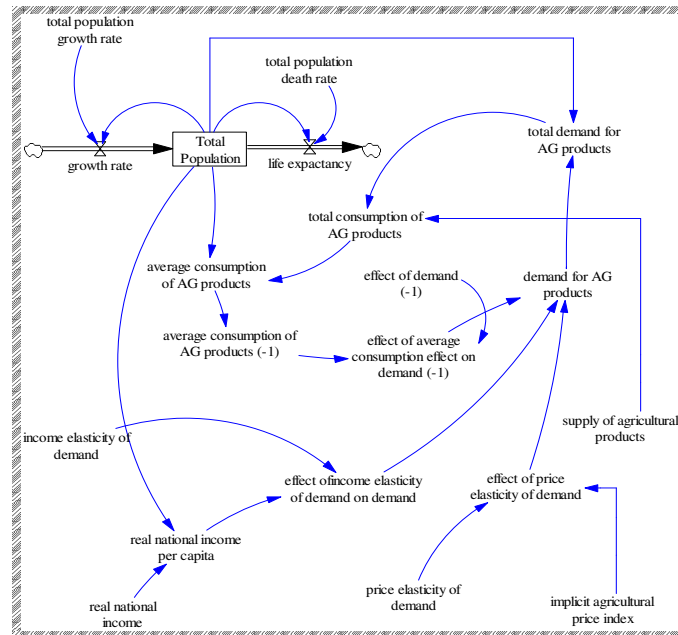 total population
growth rate
total population
death rate
total demand for
AG products
Total
Population
growth rate
life expactancy
total consumption of
AG products
average consumption
of AG products
effect of demand
(-1)
demand for AG
products
average consumption of
AG products (-1)
effect of average
consumption effect on
demand (-1)
supply of agricultural
products
income elasticity of
demand
effect ofincome elasticity
of demand on demand
effect of price
elasticity of demand
real national income
per capita
real national
income
price elasticity of
demand
implicit agricultural
price index